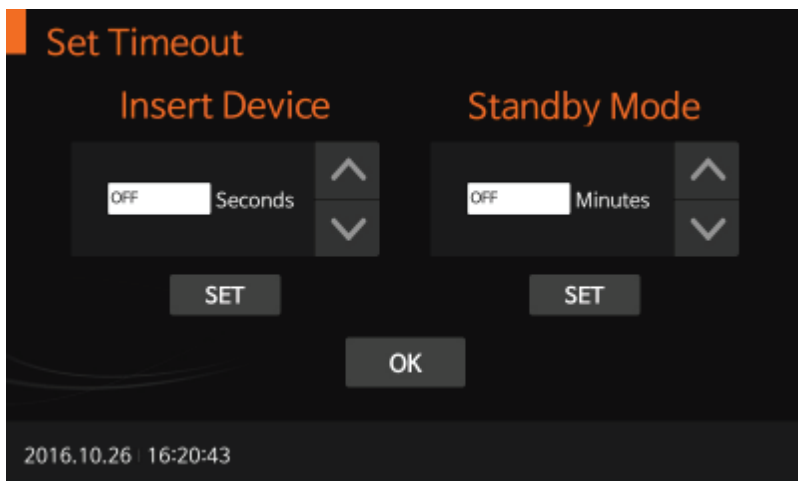 Set Timeout
Insert Device Standby Mode
OFF Seconds OFF Minutes
SET SET
OK
2016.10.26 16:20:43